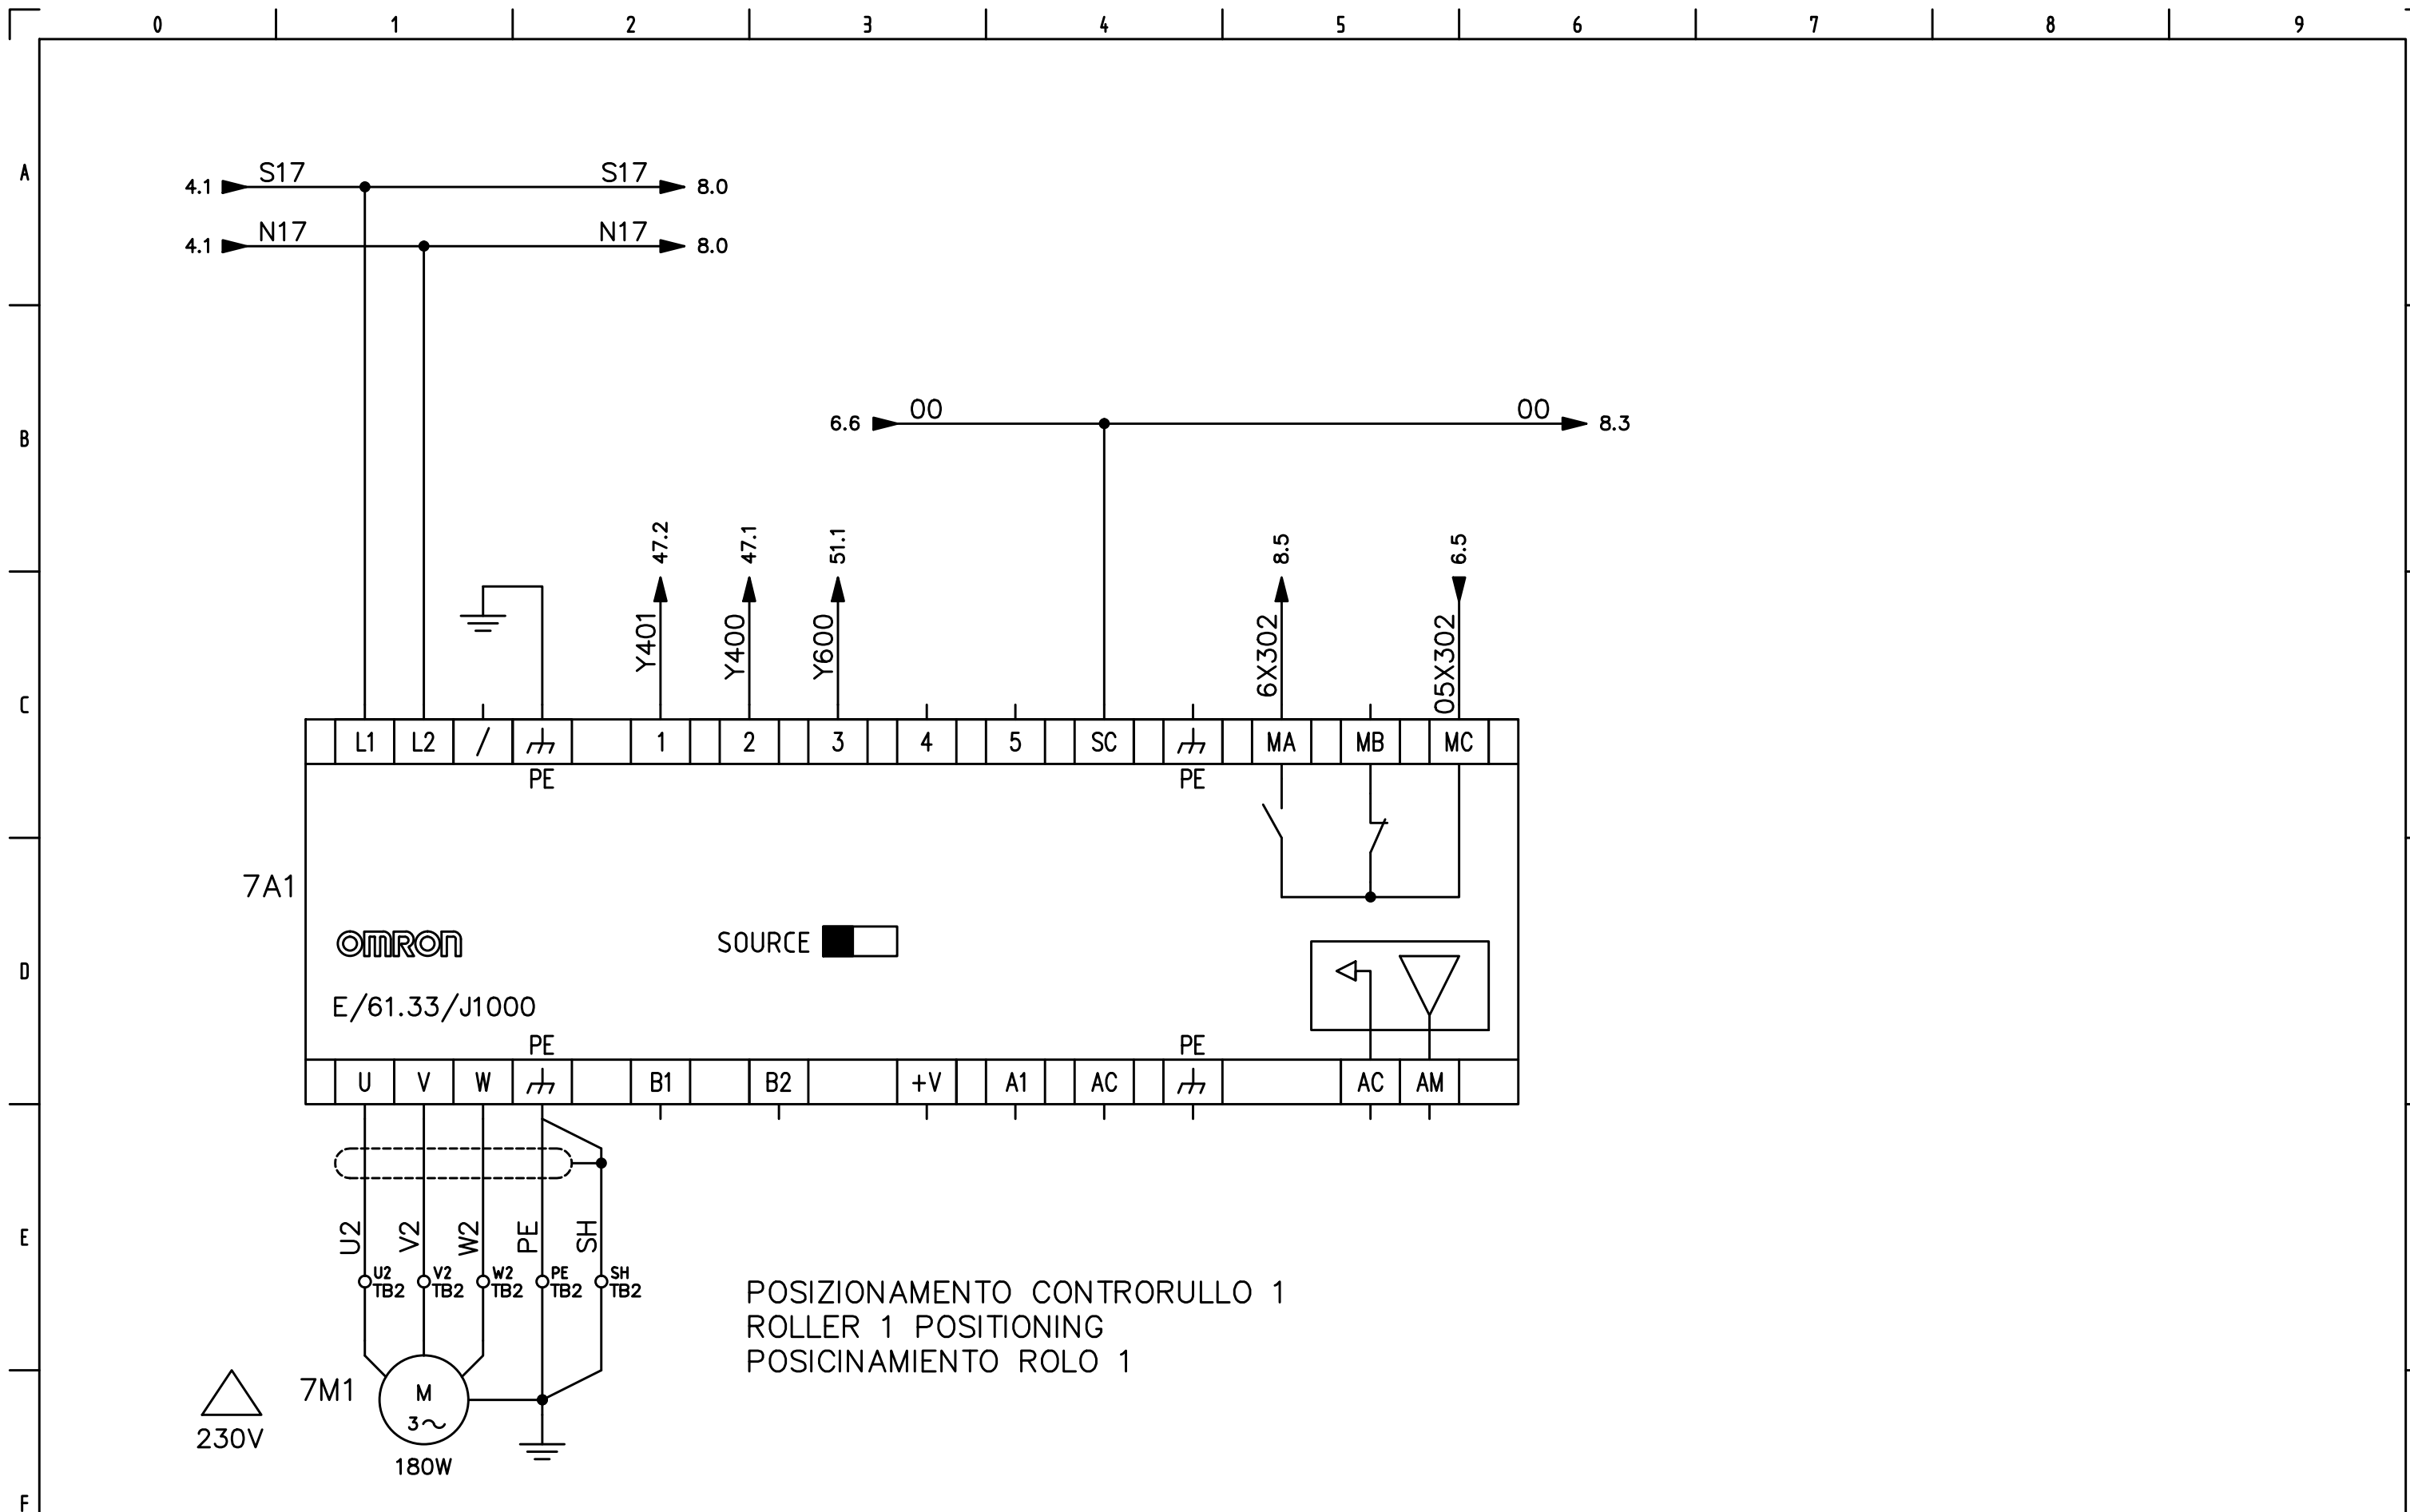 0 1 2 3 4 5 6 7 8 9
A
4.1 S17 S17 8.0
4.1 N17 N17 8.0
B
6.6 00 00 8.3
47.2 47.1 51.1 8.5 6.5
Y401 Y400 Y600 6X302 05X302
C
L1 L2 / 1 2 3 4 5 SC MA MB MC
PE PE
7A1
omron SOURCE
D
E/61.33/J1000
PE PE
U V W B1 B2 +V A1 AC AC AM
E
U2 V2 W2 PE SH
U2 V2 W2 PE SH
TB2 TB2 TB2 TB2 TB2
POSIZIONAMENTO CONTRORULLO 1
ROLLER 1 POSITIONING
POSICINAMIENTO ROLO 1
7M1 M
3~
230V
180W
F